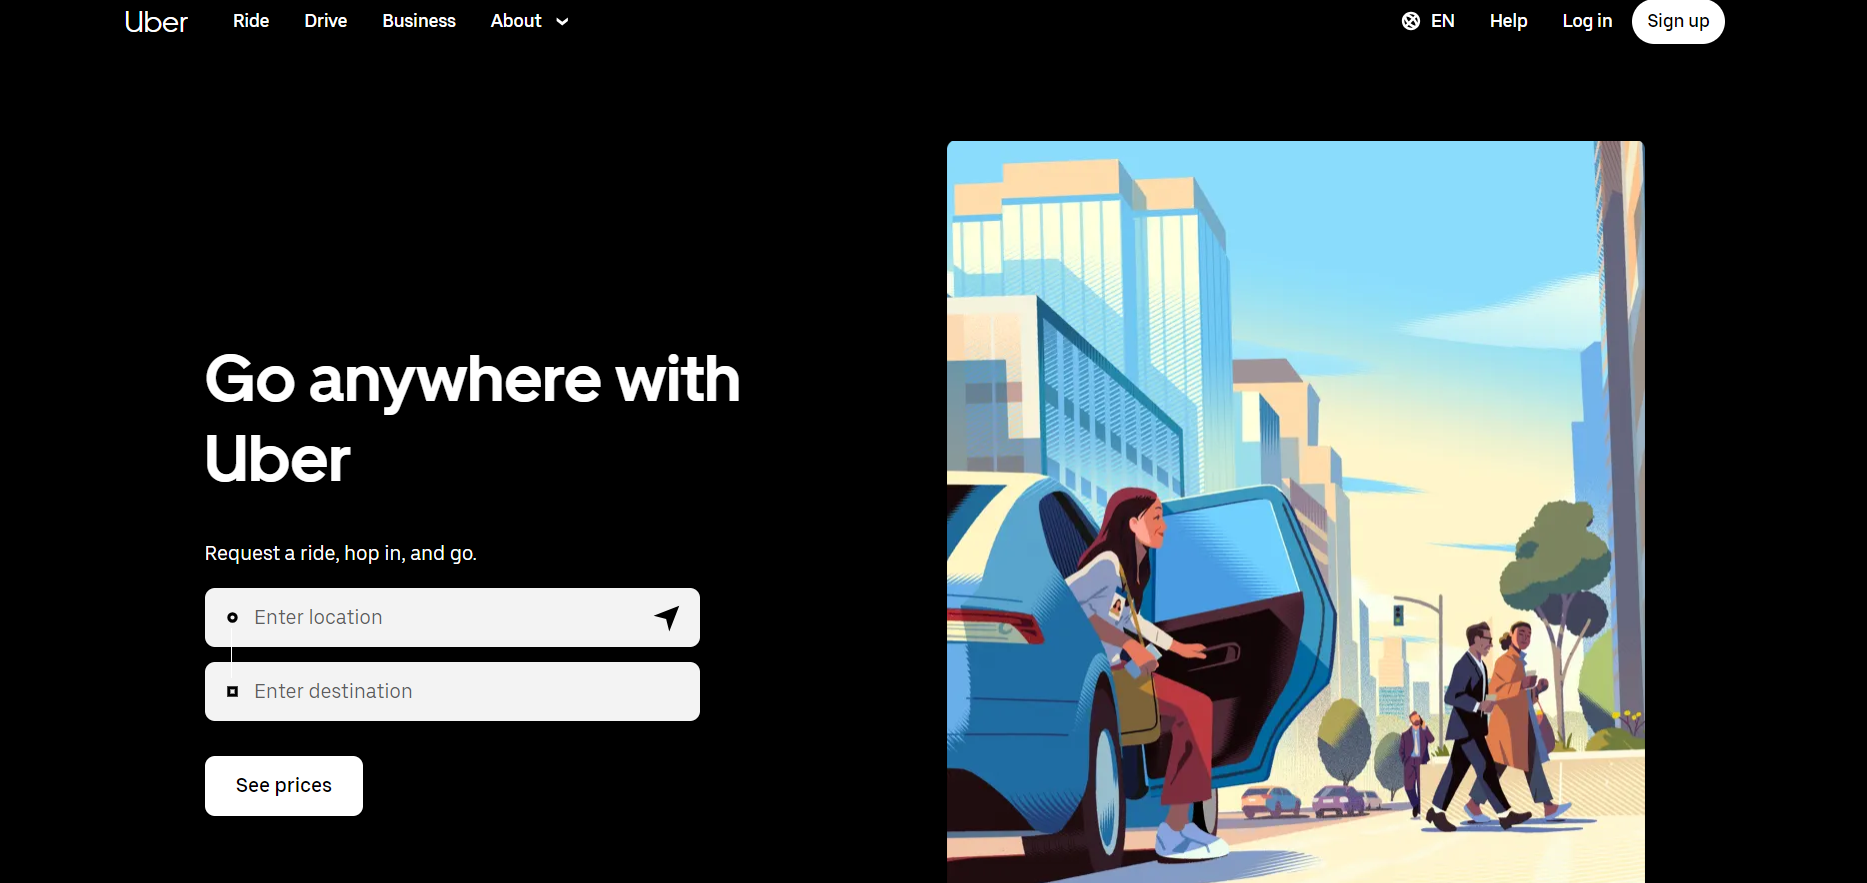 Uber Ride Drive Business About EN Help Log in Sign up
Go anywhere with
Uber
Request a ride, hop in, and go.
Enter location
Enter destination
See prices